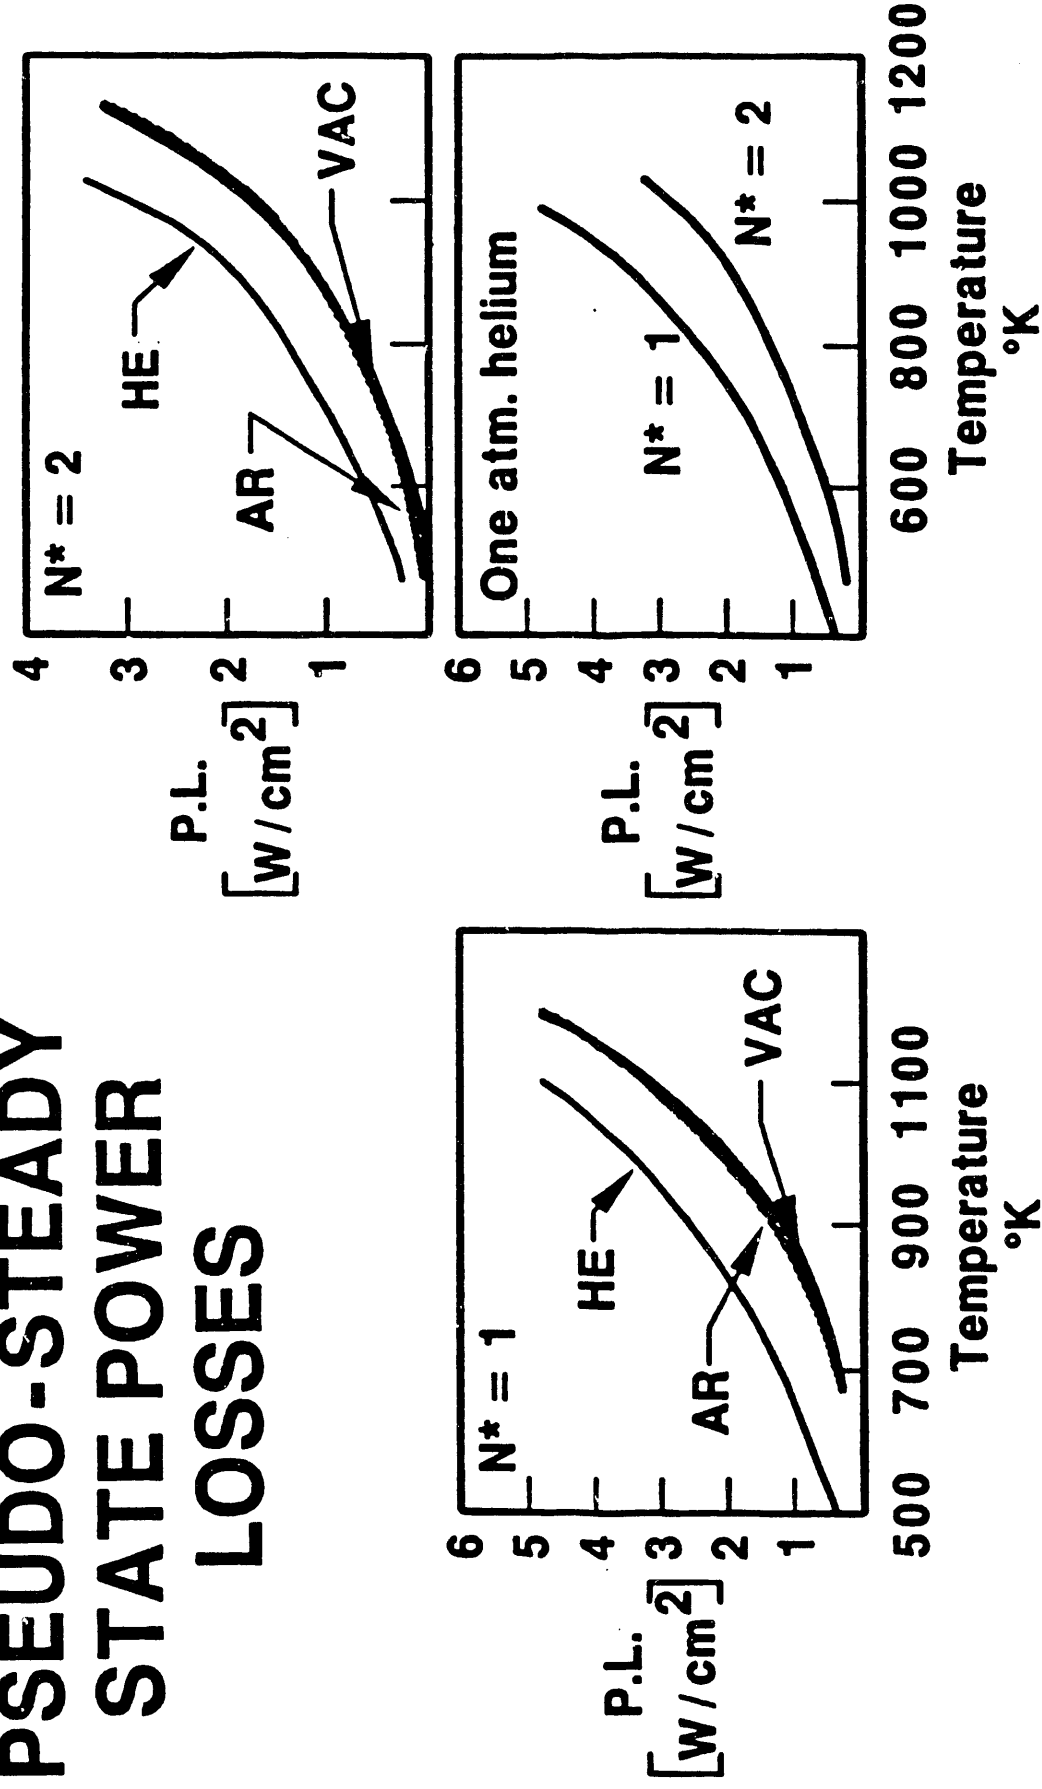 PSEUDO-STEADY
STATE POWER
LOSSES
N* = 2
HE
AR
VAC
4
3
2
1
P.L.
[W/cm²]
N* = 1
HE
AR
VAC
6
5
4
3
2
1
P.L.
[W/cm²]
500 700 900 1100
Temperature
°K
One atm. helium
N* = 1
N* = 2
6
5
4
3
2
1
P.L.
[W/cm²]
600 800 1000 1200
Temperature
°K